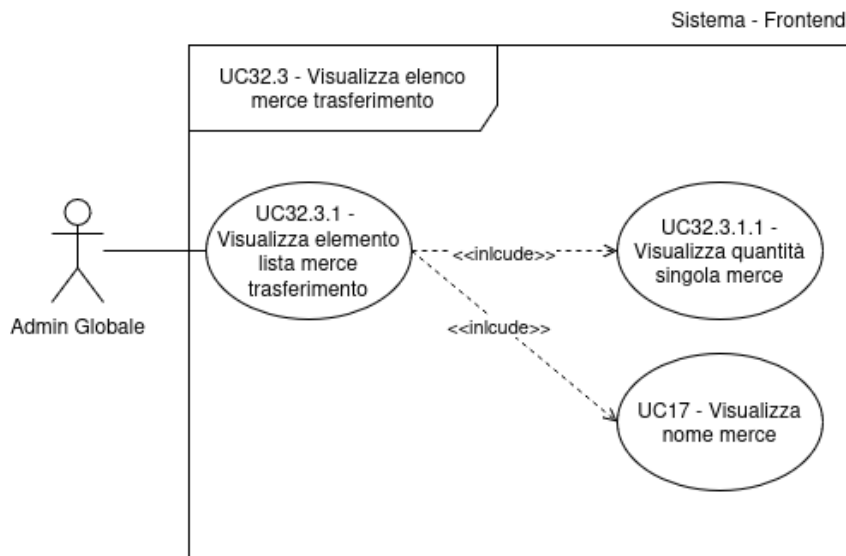 Sistema - Frontend
UC32.3 - Visualizza elenco
merce trasferimento
UC32.3.1 -
Visualizza elemento
lista merce
trasferimento
<<inlcude>>
UC32.3.1.1 -
Visualizza quantità
singola merce
Admin Globale
<<inlcude>>
UC17 - Visualizza
nome merce